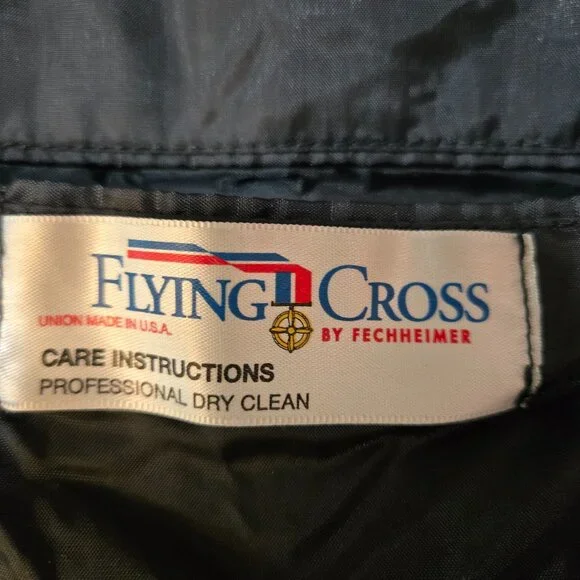 FLYING CROSS
UNION MADE IN U.S.A.
BY FECHHEIMER
CARE INSTRUCTIONS
PROFESSIONAL DRY CLEAN